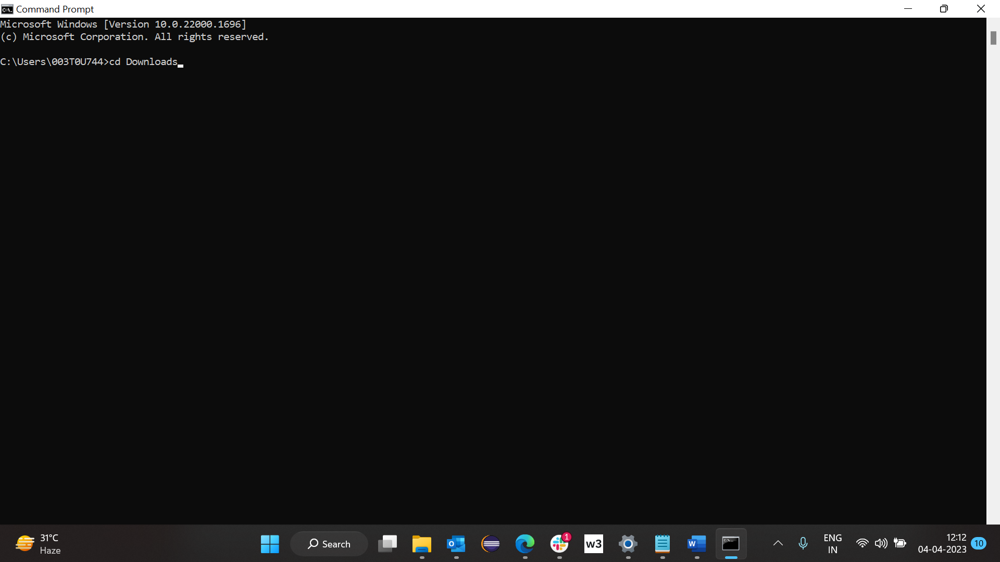 Command Prompt
Microsoft Windows [Version 10.0.22000.1696]
(c) Microsoft Corporation. All rights reserved.
C:\Users\003T0U744>cd Downloads
31°C
Haze
Search
1
w3
ENG
IN
12:12
04-04-2023
10